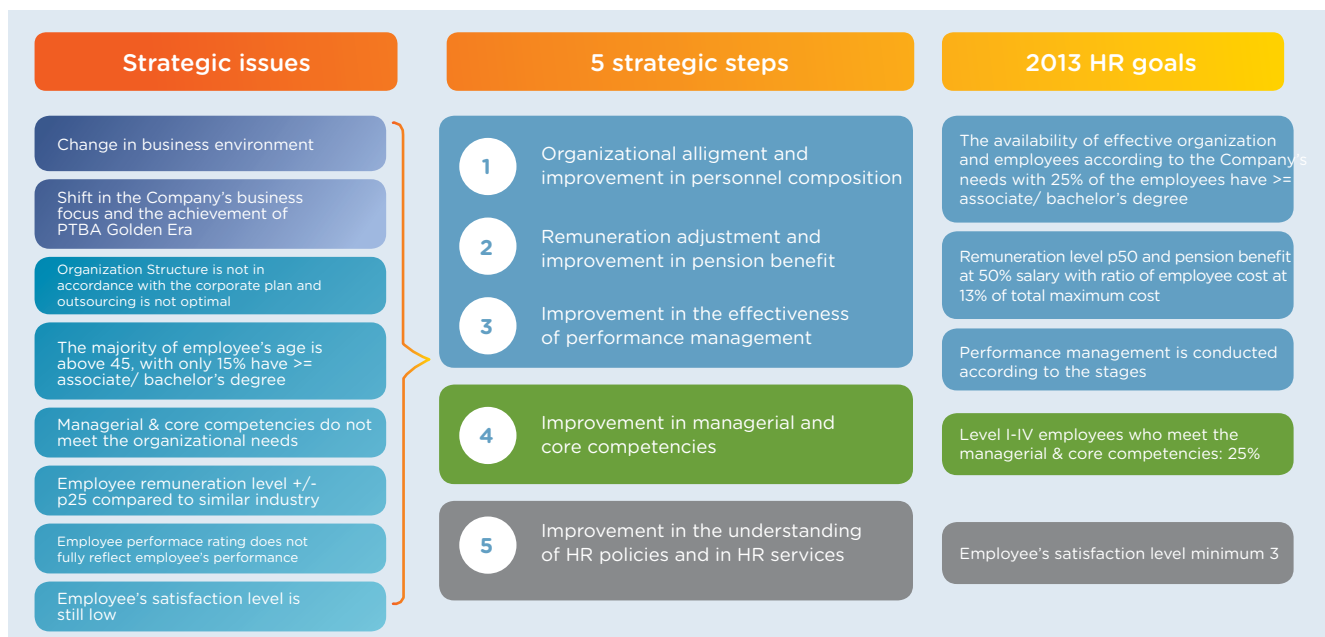 Strategic issues
Change in business environment
Shift in the Company's business
focus and the achievement of
PTBA Golden Era
Organization Structure is not in
accordance with the corporate plan and
outsourcing is not optimal
The majority of employee's age is
above 45, with only 15% have >=
associate/ bachelor's degree
Managerial & core competencies do not
meet the organizational needs
Employee remuneration level +/-
p25 compared to similar industry
Employee performace rating does not
fully reflect employee's performance
Employee's satisfaction level is
still low
5 strategic steps
1
Organizational alligment and
improvement in personnel composition
2
Remuneration adjustment and
improvement in pension benefit
3
Improvement in the effectiveness
of performance management
4
Improvement in managerial and
core competencies
5
Improvement in the understanding
of HR policies and in HR services
2013 HR goals
The availability of effective organization
and employees according to the Company's
needs with 25% of the employees have >=
associate/ bachelor's degree
Remuneration level p50 and pension benefit
at 50% salary with ratio of employee cost at
13% of total maximum cost
Performance management is conducted
according to the stages
Level I-IV employees who meet the
managerial & core competencies: 25%
Employee's satisfaction level minimum 3